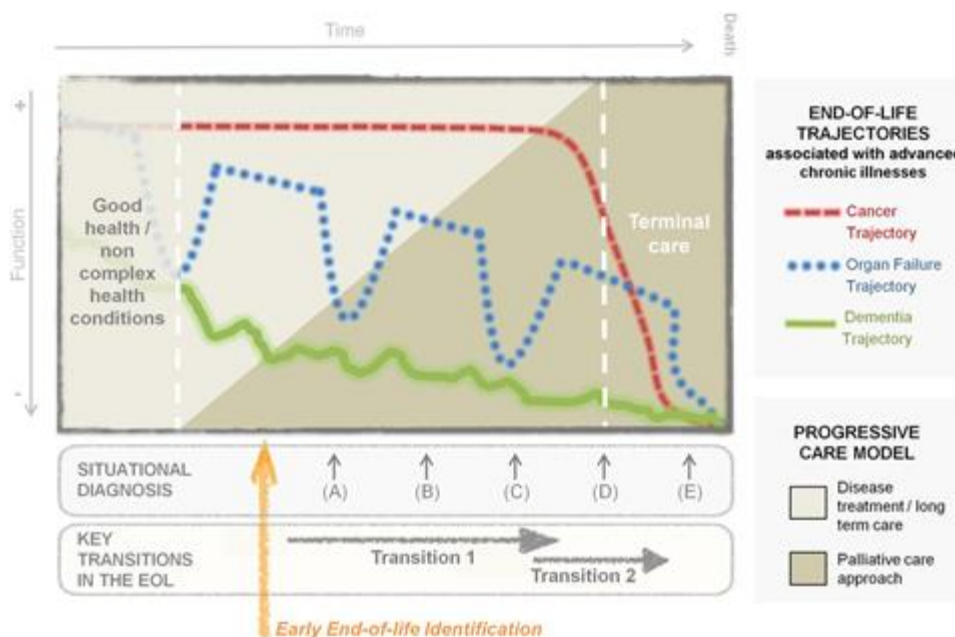 Time
Death
+
Function
-
Good
health /
non
complex
health
conditions
Terminal
care
END-OF-LIFE
TRAJECTORIES
associated with advanced
chronic illnesses
Cancer
Trajectory
Organ Failure
Trajectory
Dementia
Trajectory
SITUATIONAL
DIAGNOSIS
(A) (B) (C) (D) (E)
KEY
TRANSITIONS
IN THE EOL
Transition 1
Transition 2
Early End-of-life Identification
PROGRESSIVE
CARE MODEL
Disease
treatment / long
term care
Palliative care
approach